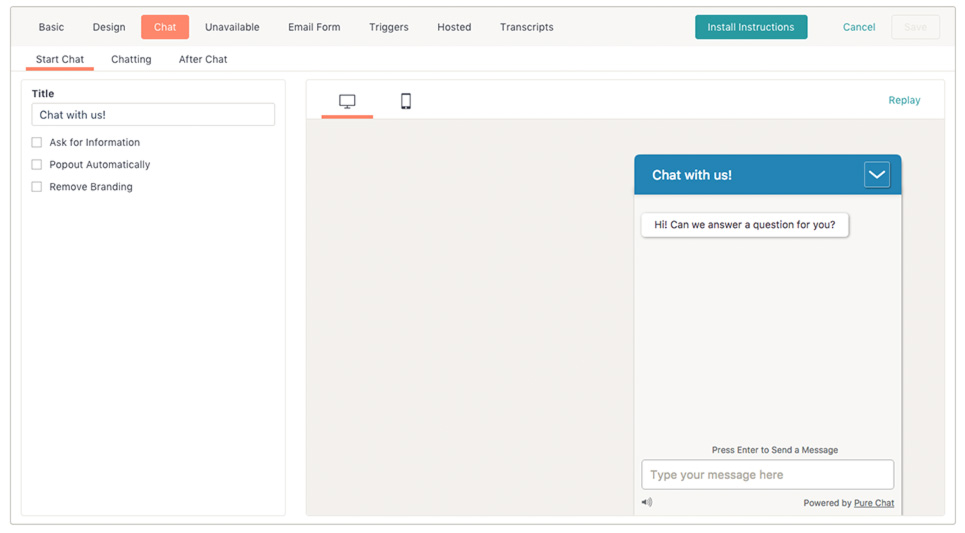 Basic Design Chat Unavailable Email Form Triggers Hosted Transcripts Install Instructions Cancel Save
Start Chat Chatting After Chat
Title
Chat with us!
Ask for Information
Popout Automatically
Remove Branding
Replay
Chat with us!
Hi! Can we answer a question for you?
Press Enter to Send a Message
Type your message here
Powered by Pure Chat